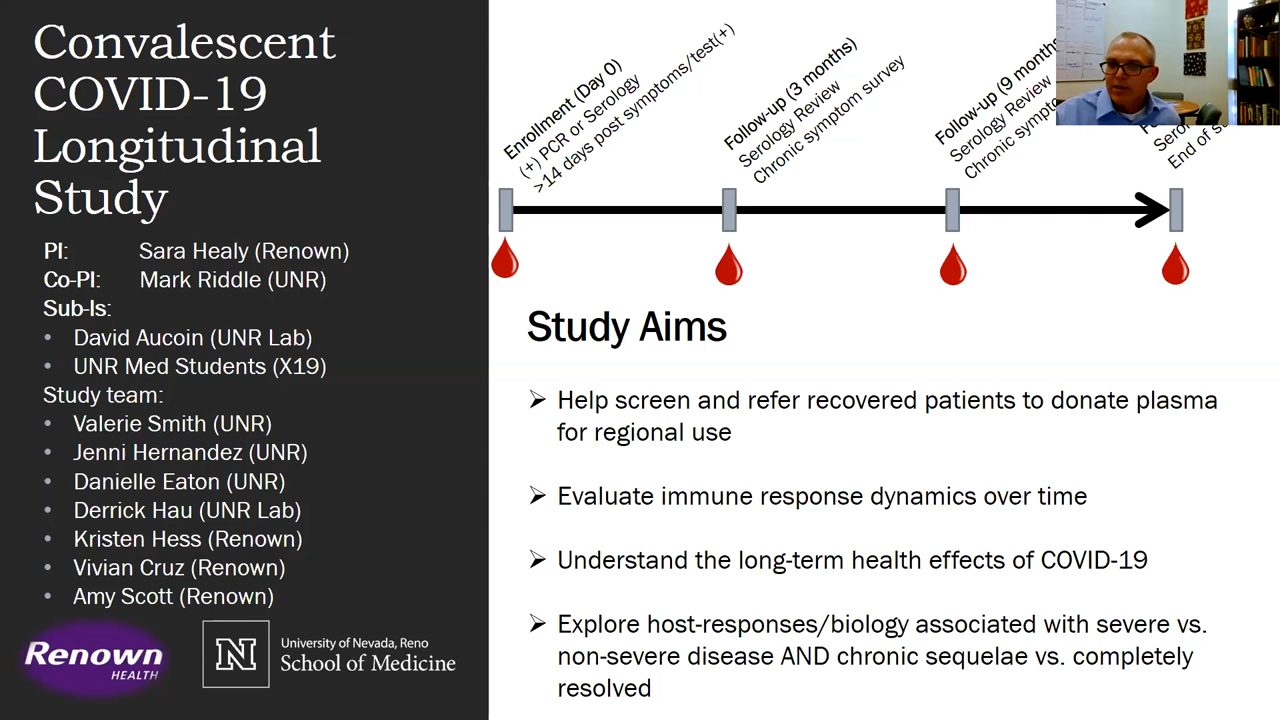 Convalescent
COVID-19
Longitudinal
Study
PI: Sara Healy (Renown)
Co-PI: Mark Riddle (UNR)
Sub-Is:
• David Aucoin (UNR Lab)
• UNR Med Students (X19)
Study team:
• Valerie Smith (UNR)
• Jenni Hernandez (UNR)
• Danielle Eaton (UNR)
• Derrick Hau (UNR Lab)
• Kristen Hess (Renown)
• Vivian Cruz (Renown)
• Amy Scott (Renown)
Renown
HEALTH
N
University of Nevada, Reno
School of Medicine
Enrollment (Day 0)
(+) PCR or Serology
>14 days post symptoms/test(+)
Follow-up (3 months)
Serology Review
Chronic symptom survey
Follow-up (9 month
Serology Review
Chronic sympto
End of s
Study Aims
➢ Help screen and refer recovered patients to donate plasma
for regional use
➢ Evaluate immune response dynamics over time
➢ Understand the long-term health effects of COVID-19
➢ Explore host-responses/biology associated with severe vs.
non-severe disease AND chronic sequelae vs. completely
resolved